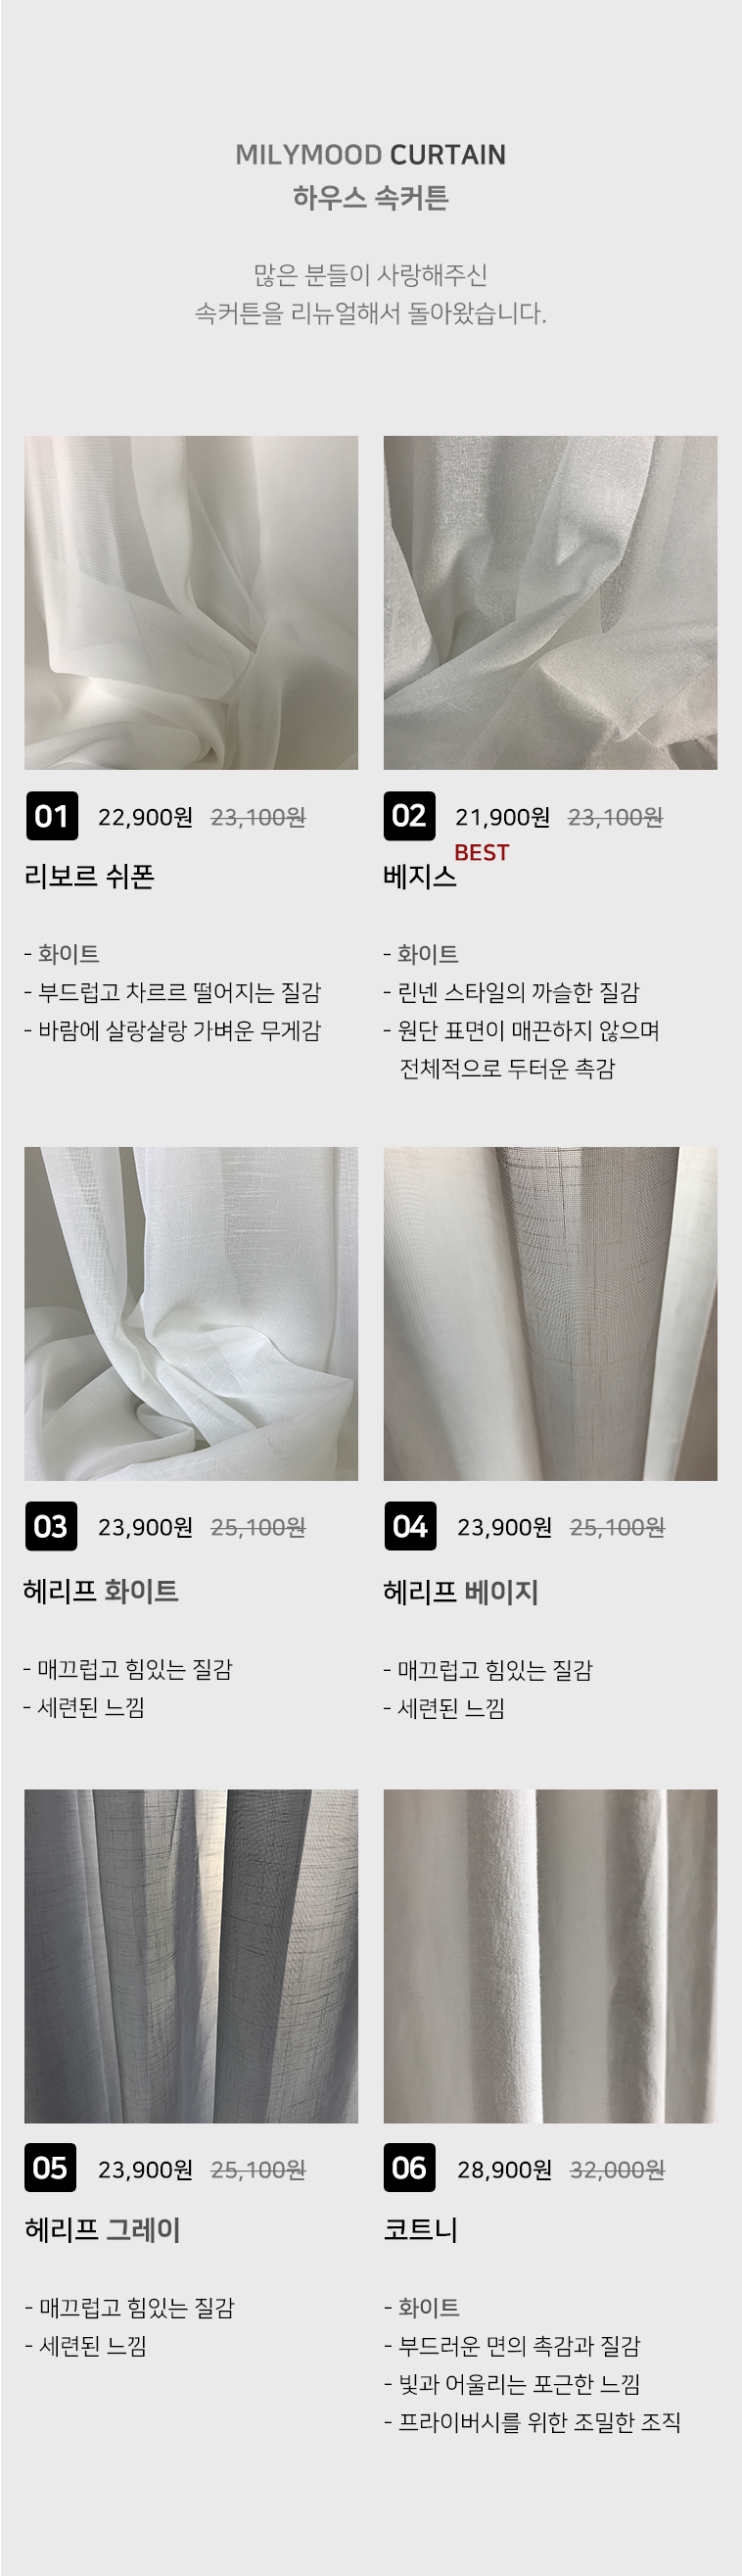 MILYMOOD CURTAIN
하우스 속커튼
많은 분들이 사랑해주신
속커튼을 리뉴얼해서 돌아왔습니다.
01 22,900원 23,100원
리보르 쉬폰
- 화이트
- 부드럽고 차르르 떨어지는 질감
- 바람에 살랑살랑 가벼운 무게감
02 21,900원 23,100원
BEST
베지스
- 화이트
- 린넨 스타일의 까슬한 질감
- 원단 표면이 매끈하지 않으며
전체적으로 두터운 촉감
03 23,900원 25,100원
헤리프 화이트
- 매끄럽고 힘있는 질감
- 세련된 느낌
04 23,900원 25,100원
헤리프 베이지
- 매끄럽고 힘있는 질감
- 세련된 느낌
05 23,900원 25,100원
헤리프 그레이
- 매끄럽고 힘있는 질감
- 세련된 느낌
06 28,900원 32,000원
코트니
- 화이트
- 부드러운 면의 촉감과 질감
- 빛과 어울리는 포근한 느낌
- 프라이버시를 위한 조밀한 조직